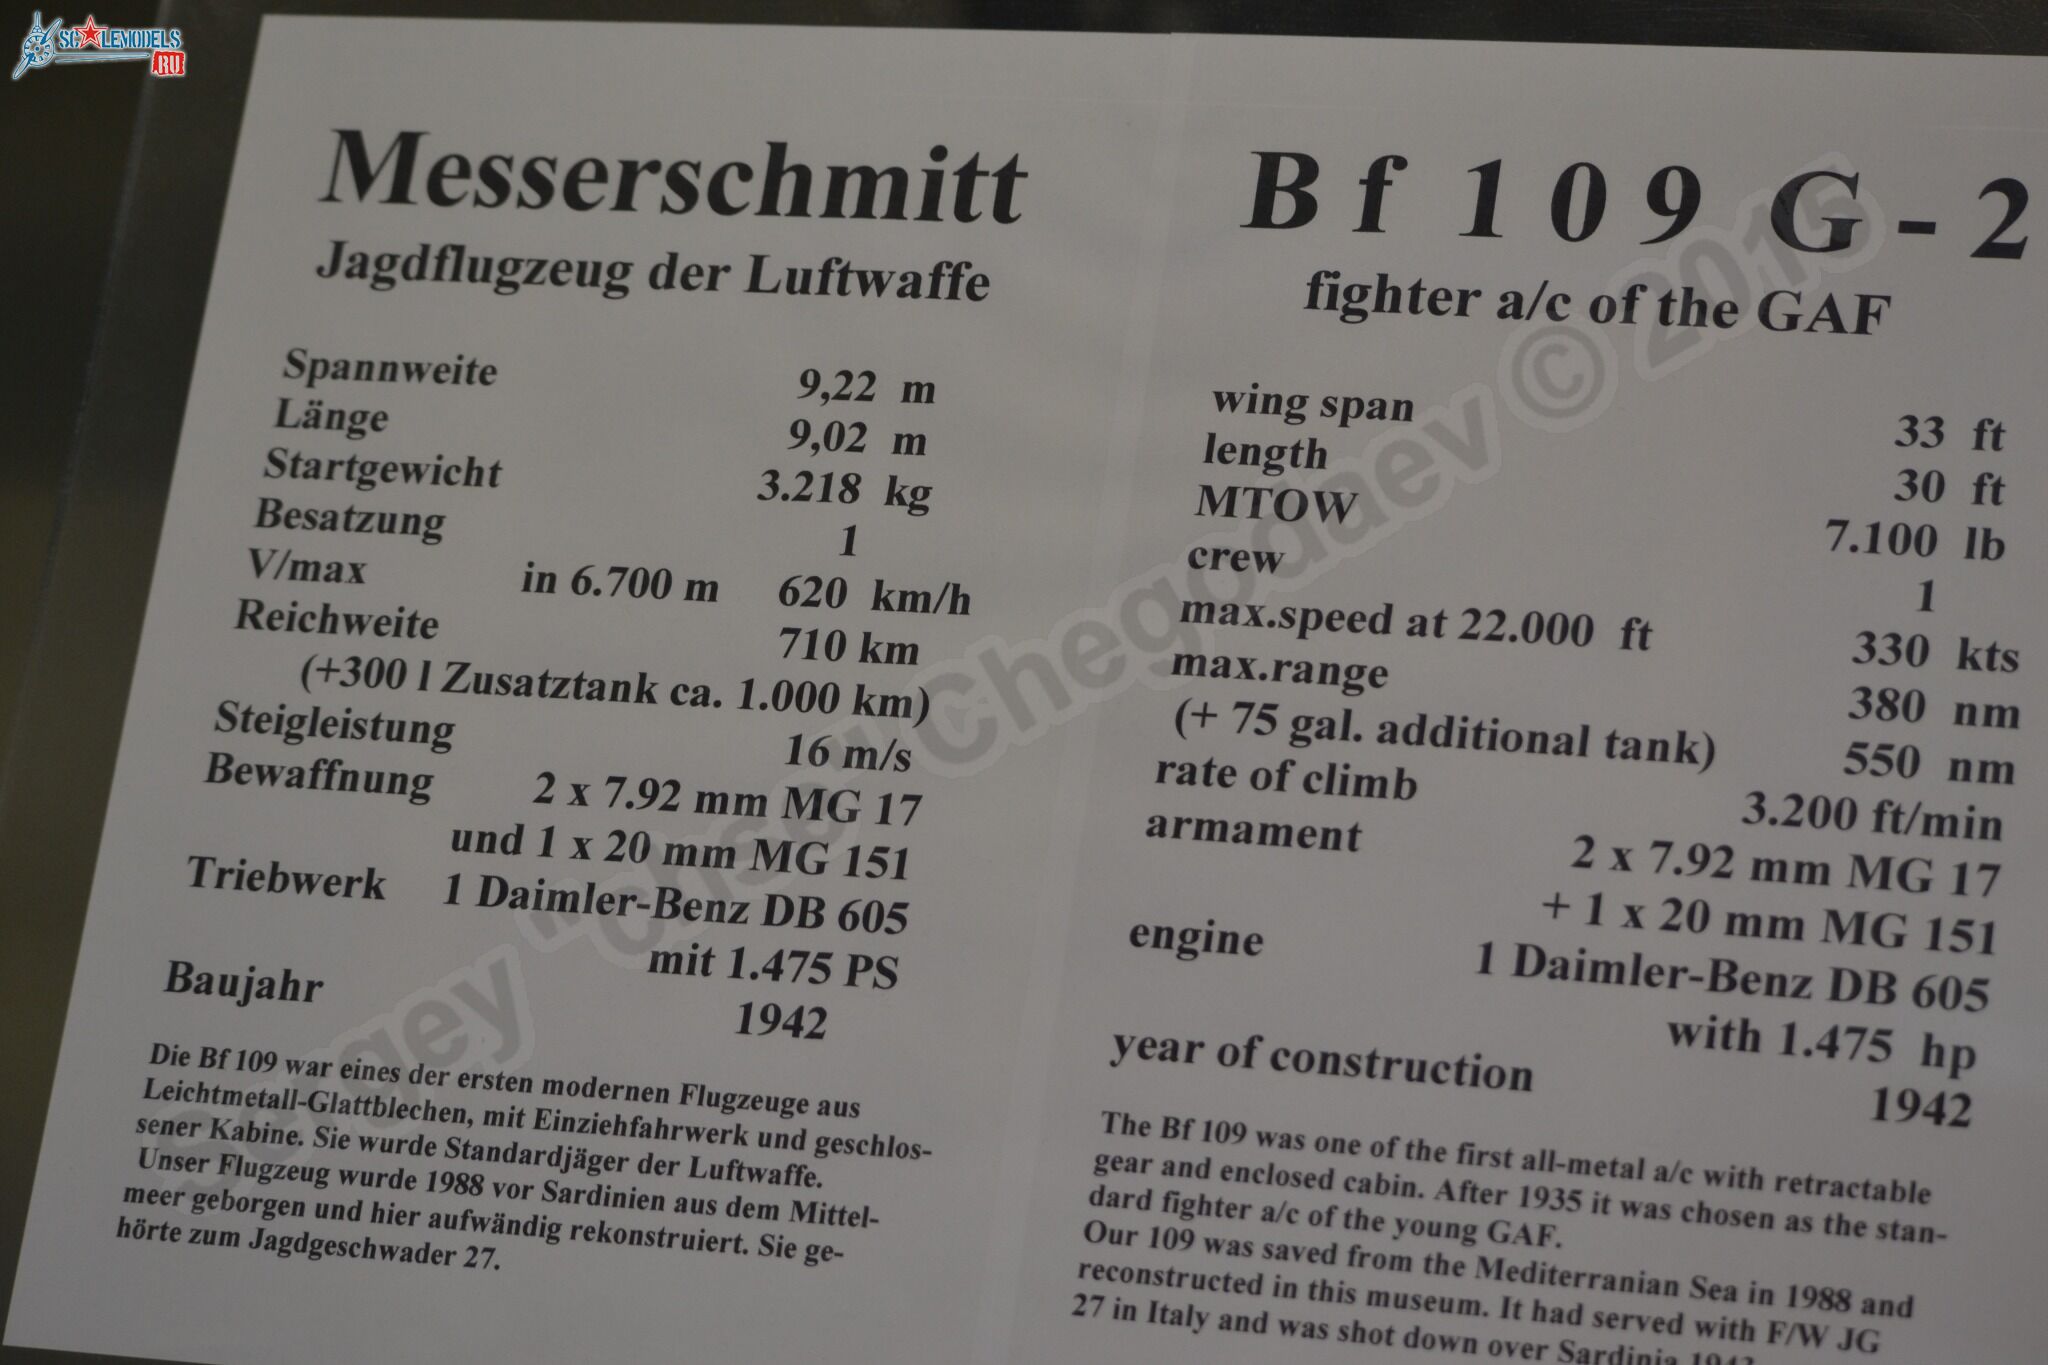 SCALEMODELS
RU
Messerschmitt
Jagdflugzeug der Luftwaffe
Spannweite 9,22 m
Länge 9,02 m
Startgewicht 3.218 kg
Besatzung 1
V/max in 6.700 m 620 km/h
Reichweite 710 km
(+300 l Zusatztank ca. 1.000 km)
Steigleistung 16 m/s
Bewaffnung 2 x 7.92 mm MG 17
und 1 x 20 mm MG 151
Triebwerk 1 Daimler-Benz DB 605
mit 1.475 PS
Baujahr 1942
Die Bf 109 war eines der ersten modernen Flugzeuge aus
Leichtmetall-Glattblechen, mit Einziehfahrwerk und geschlos-
sener Kabine. Sie wurde Standardjäger der Luftwaffe.
Unser Flugzeug wurde 1988 vor Sardinien aus dem Mittel-
meer geborgen und hier aufwändig rekonstruiert. Sie ge-
hörte zum Jagdgeschwader 27.
Bf 109 G-2
fighter a/c of the GAF
wing span 33 ft
length 30 ft
MTOW 7.100 lb
crew 1
max.speed at 22.000 ft 330 kts
max.range 380 nm
(+ 75 gal. additional tank) 550 nm
rate of climb 3.200 ft/min
armament 2 x 7.92 mm MG 17
+ 1 x 20 mm MG 151
engine 1 Daimler-Benz DB 605
with 1.475 hp
year of construction 1942
The Bf 109 was one of the first all-metal a/c with retractable
gear and enclosed cabin. After 1935 it was chosen as the stan-
dard fighter a/c of the young GAF.
Our 109 was saved from the Mediterranian Sea in 1988 and
reconstructed in this museum. It had served with F/W JG
27 in Italy and was shot down over Sardinia
Sergey "chse" Chegodaev © 2015